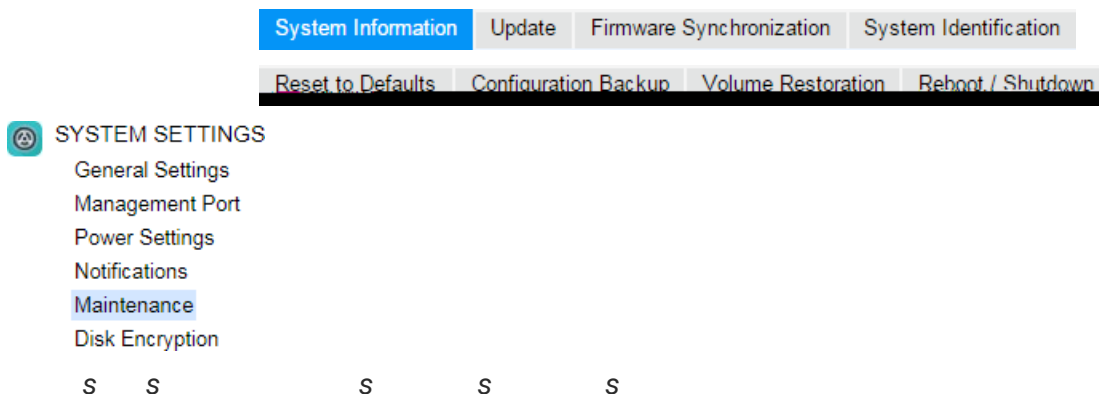 System Information Update Firmware Synchronization System Identification
Reset to Defaults Configuration Backup Volume Restoration Reboot / Shutdown
SYSTEM SETTINGS
General Settings
Management Port
Power Settings
Notifications
Maintenance
Disk Encryption
s s s s s